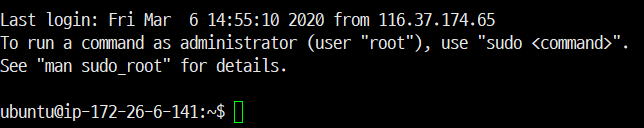 Last login: Fri Mar  6 14:55:10 2020 from 116.37.174.65
To run a command as administrator (user "root"), use "sudo <command>".
See "man sudo_root" for details.
ubuntu@ip-172-26-6-141:~$